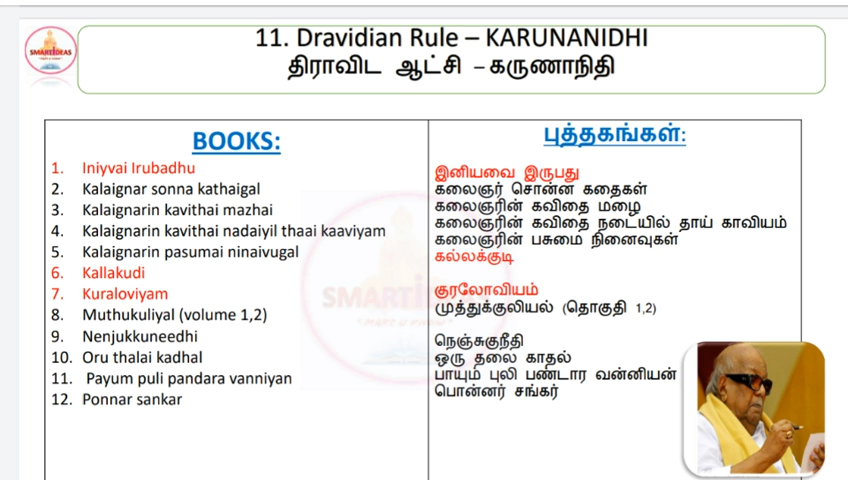 SMART IDEAS
11. Dravidian Rule – KARUNANIDHI
திராவிட ஆட்சி – கருணாநிதி
BOOKS:
1. Iniyvai Irubadhu
2. Kalaignar sonna kathaigal
3. Kalaignarin kavithai mazhai
4. Kalaignarin kavithai nadaiyil thaai kaaviyam
5. Kalaignarin pasumai ninaivugal
6. Kallakudi
7. Kuraloviyam
8. Muthukuliyal (volume 1,2)
9. Nenjukkuneedhi
10. Oru thalai kadhal
11. Payum puli pandara vanniyan
12. Ponnar sankar
புத்தகங்கள்:
இனியவை இருபது
கலைஞர் சொன்ன கதைகள்
கலைஞரின் கவிதை மழை
கலைஞரின் கவிதை நடையில் தாய் காவியம்
கலைஞரின் பசுமை நினைவுகள்
கல்லக்குடி
குரலோவியம்
முத்துக்குலியல் (தொகுதி 1,2)
நெஞ்சுகுநீதி
ஒரு தலை காதல்
பாயும் புலி பண்டார வன்னியன்
பொன்னர் சங்கர்
SMART IDEAS